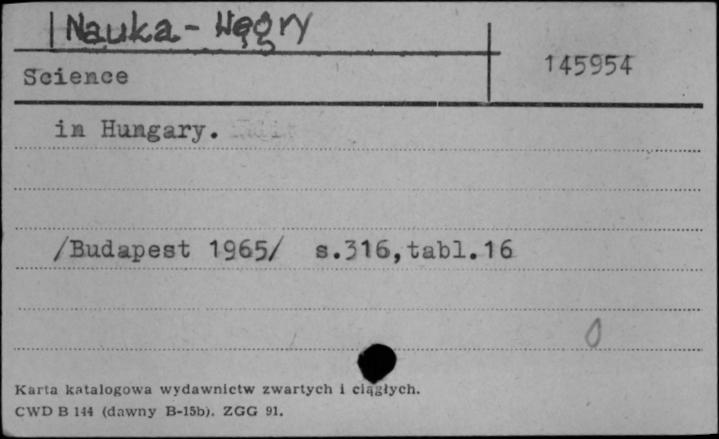 Nauka - Węgry
Science
145954
in Hungary.
/Budapest 1965/ s.316,tabl.16
0
Karta katalogowa wydawnictw zwartych i ciągłych.
CWD B 144 (dawny B-15b). ZGG 91.